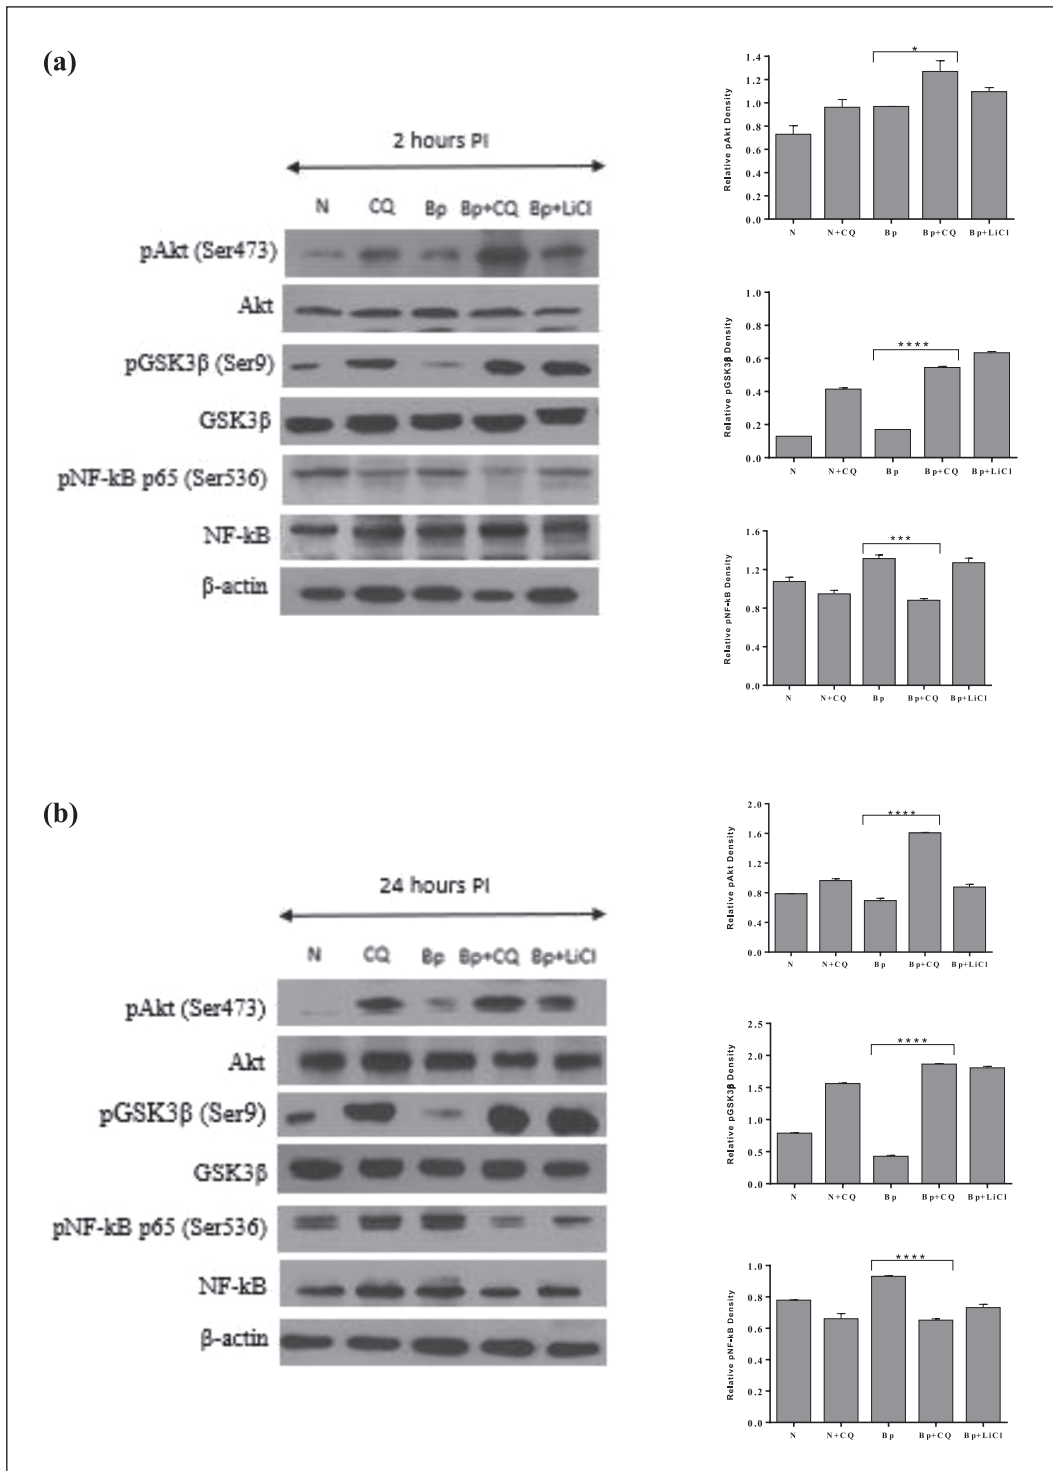 (a)
2 hours PI
N CQ Bp Bp+CQ Bp+LiCl
pAkt (Ser473)
Akt
pGSK3β (Ser9)
GSK3β
pNF-kB p65 (Ser536)
NF-kB
β-actin
Relative pAkt Density
1.4
1.2
1.0
0.8
0.6
0.4
0.2
0.0
*
N N+CQ Bp Bp+CQ Bp+LiCl
Relative pGSK3β Density
1.0
0.8
0.6
0.4
0.2
0.0
****
N N+CQ Bp Bp+CQ Bp+LiCl
Relative pNF-kB Density
1.6
1.2
0.8
0.4
0.0
***
N N+CQ Bp Bp+CQ Bp+LiCl
(b)
24 hours PI
N CQ Bp Bp+CQ Bp+LiCl
pAkt (Ser473)
Akt
pGSK3β (Ser9)
GSK3β
pNF-kB p65 (Ser536)
NF-kB
β-actin
Relative pAkt Density
2.0
1.6
1.2
0.8
0.4
0.0
****
N N+CQ Bp Bp+CQ Bp+LiCl
Relative pGSK3β Density
2.5
2.0
1.5
1.0
0.5
0.0
****
N N+CQ Bp Bp+CQ Bp+LiCl
Relative pNF-kB Density
1.0
0.8
0.6
0.4
0.2
0.0
****
N N+CQ Bp Bp+CQ Bp+LiCl